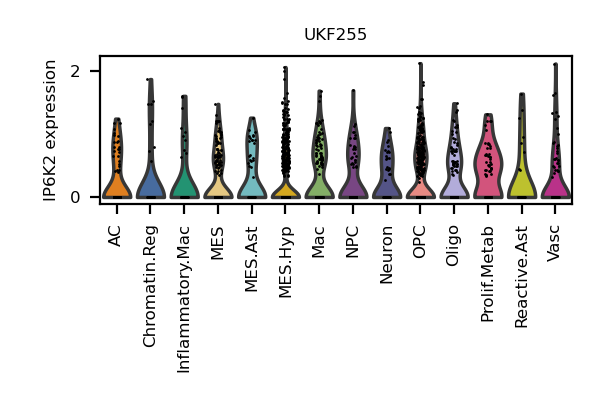 UKF255
IP6K2 expression
2
0
AC
Chromatin.Reg
Inflammatory.Mac
MES
MES.Ast
MES.Hyp
Mac
NPC
Neuron
OPC
Oligo
Prolif.Metab
Reactive.Ast
Vasc